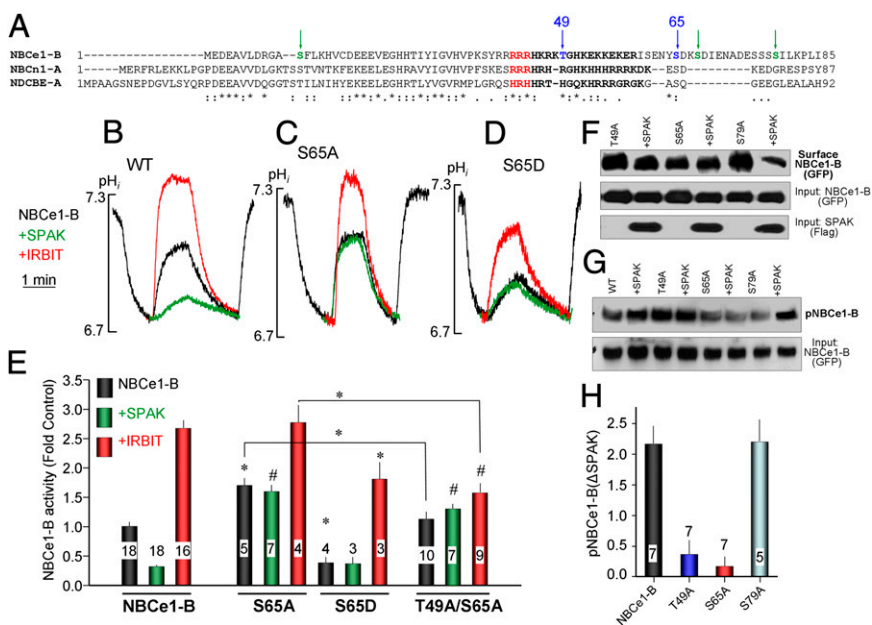 A
49
65
NBCe1-B 1----------------MEDEAVLDRGA---SFLKHVCDEEEVEGHHTIYIGVHVPKSYRRRRRHKRKTGHKEKKEKERISENYSDKSDIENADESSSSILKPLI85
NBCn1-A 1----MERFRLEKKLPGPDEEAVVDLGKTSSTVNTKFEKEELESHRAVYIGVHVPFSKESRRRHRH-RGHKHHHRRRKDK---ESD------KEEGRESPSY87
NDCBE-A 1-MPAAGSNEPDGVLSYQRPDEEAVVDQGGTSTILNIHYEKEELEGHRTLYVGVRMPLGRQSHRHHRT-HGQKHRRRGRGK----GASQ------GEEGLEALAH92
B
C
D
WT
S65A
S65D
pHi
7.3
6.7
pHi
7.3
6.7
pHi
7.3
6.7
NBCe1-B
+SPAK
+IRBIT
1 min
E
NBCe1-B activity (Fold Control)
3.5
3.0
2.5
2.0
1.5
1.0
0.5
0.0
NBCe1-B
+SPAK
+IRBIT
*
*
*
#
*
*
#
#
18
18
16
5
7
4
4
3
3
10
7
9
NBCe1-B
S65A
S65D
T49A/S65A
F
T49A
+SPAK
S65A
+SPAK
S79A
+SPAK
Surface
NBCe1-B
(GFP)
Input: NBCe1-B
(GFP)
Input: SPAK
(Flag)
G
WT
+SPAK
T49A
+SPAK
S65A
+SPAK
S79A
+SPAK
pNBCe1-B
Input:
NBCe1-B
(GFP)
H
pNBCe1-B(ΔSPAK)
2.5
2.0
1.5
1.0
0.5
0.0
7
7
7
5
NBCe1-B
T49A
S65A
S79A